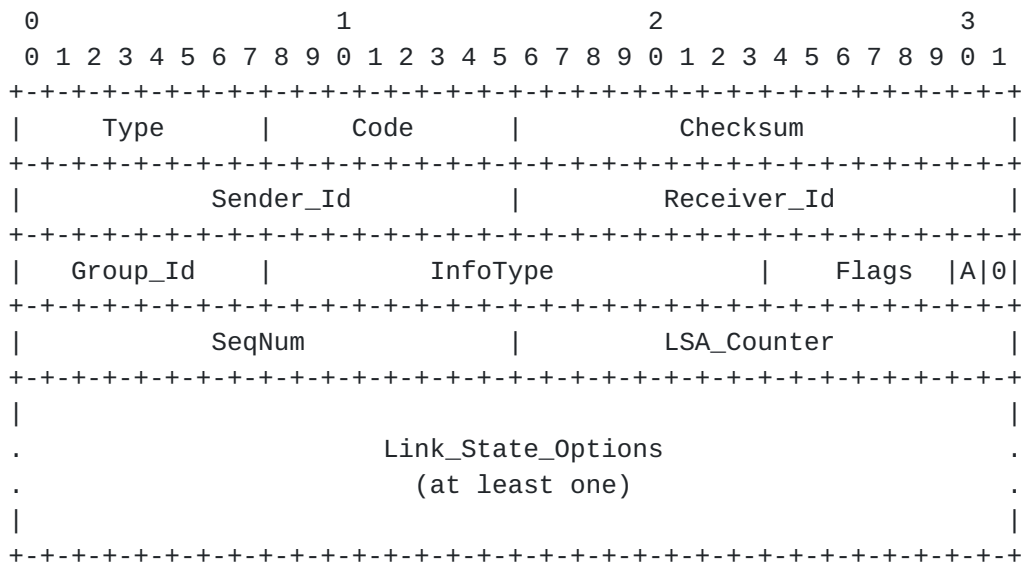 0                   1                   2                   3
 0 1 2 3 4 5 6 7 8 9 0 1 2 3 4 5 6 7 8 9 0 1 2 3 4 5 6 7 8 9 0 1
+-+-+-+-+-+-+-+-+-+-+-+-+-+-+-+-+-+-+-+-+-+-+-+-+-+-+-+-+-+-+-+-+
|     Type      |     Code      |          Checksum             |
+-+-+-+-+-+-+-+-+-+-+-+-+-+-+-+-+-+-+-+-+-+-+-+-+-+-+-+-+-+-+-+-+
|            Sender_Id          |         Receiver_Id           |
+-+-+-+-+-+-+-+-+-+-+-+-+-+-+-+-+-+-+-+-+-+-+-+-+-+-+-+-+-+-+-+-+
|   Group_Id    |          InfoType             |    Flags  |A|0|
+-+-+-+-+-+-+-+-+-+-+-+-+-+-+-+-+-+-+-+-+-+-+-+-+-+-+-+-+-+-+-+-+
|            SeqNum             |         LSA_Counter           |
+-+-+-+-+-+-+-+-+-+-+-+-+-+-+-+-+-+-+-+-+-+-+-+-+-+-+-+-+-+-+-+-+
|                                                               |
.                       Link_State_Options                      .
.                         (at least one)                        .
|                                                               |
+-+-+-+-+-+-+-+-+-+-+-+-+-+-+-+-+-+-+-+-+-+-+-+-+-+-+-+-+-+-+-+-+